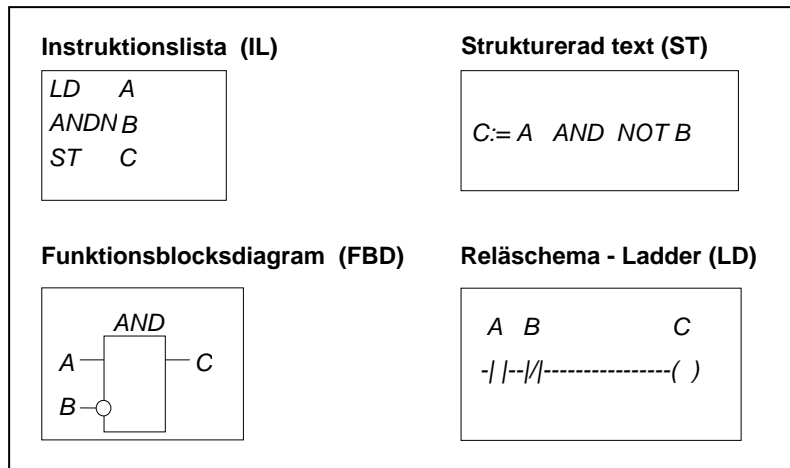 Instruktionslista (IL)
LD A
ANDN B
ST C
Strukturerad text (ST)
C:= A AND NOT B
Funktionsblocksdiagram (FBD)
AND
A C
B
Reläschema - Ladder (LD)
A B C
-| |--|/|----------------( )